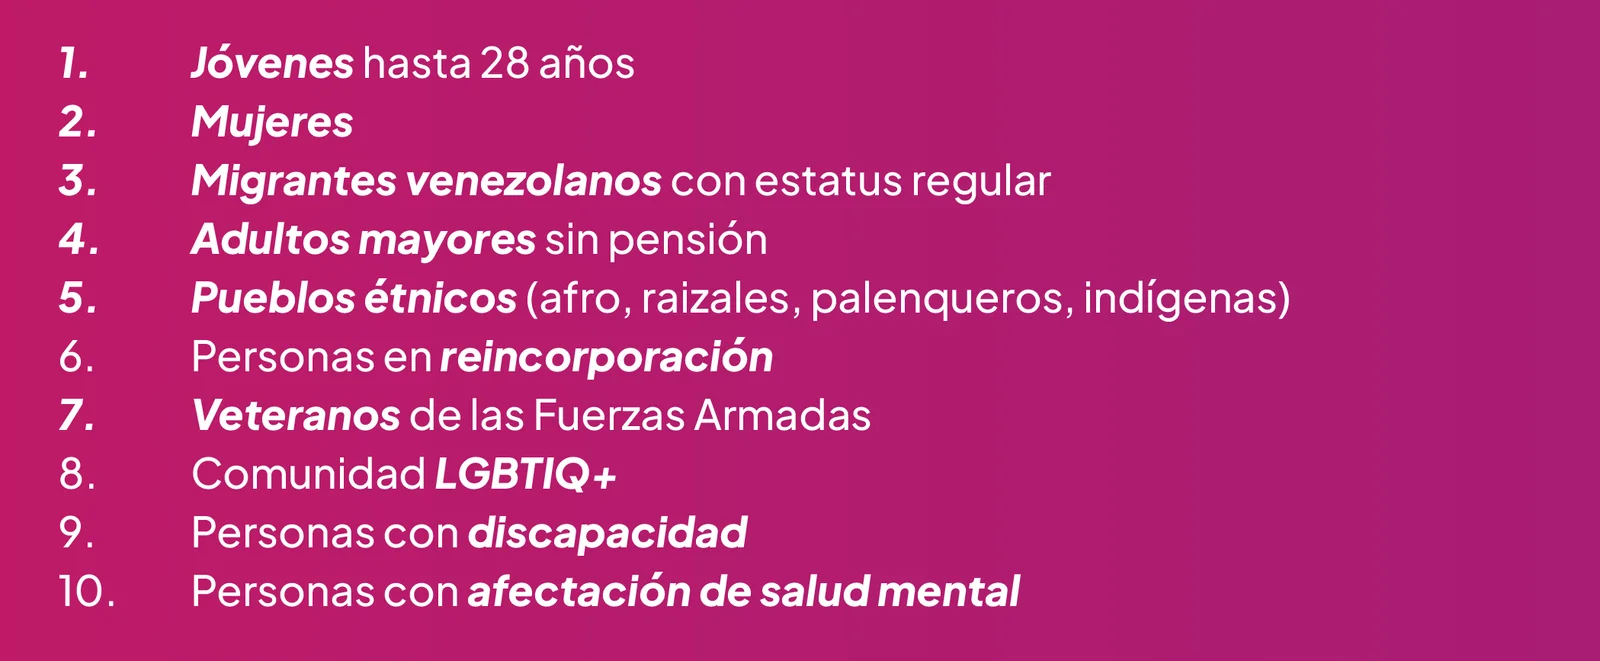 1. Jóvenes hasta 28 años
2. Mujeres
3. Migrantes venezolanos con estatus regular
4. Adultos mayores sin pensión
5. Pueblos étnicos (afro, raizales, palenqueros, indígenas)
6. Personas en reincorporación
7. Veteranos de las Fuerzas Armadas
8. Comunidad LGBTIQ+
9. Personas con discapacidad
10. Personas con afectación de salud mental